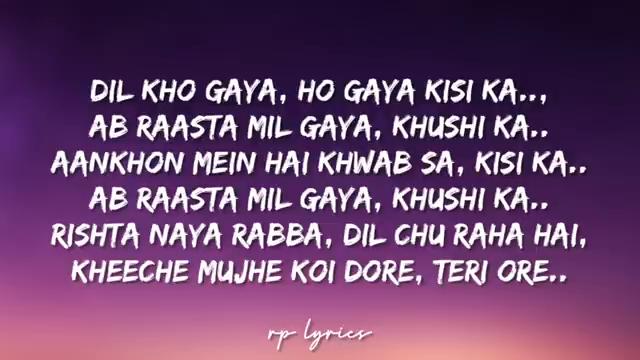 DIL KHO GAYA, HO GAYA KISI KA..,
AB RAASTA MIL GAYA, KHUSHI KA..
AANKHON MEIN HAI KHWAB SA, KISI KA..
AB RAASTA MIL GAYA, KHUSHI KA..
RISHTA NAYA RABBA, DIL CHU RAHA HAI,
KHEECHE MUJHE KOI DORE, TERI ORE..
rp lyrics